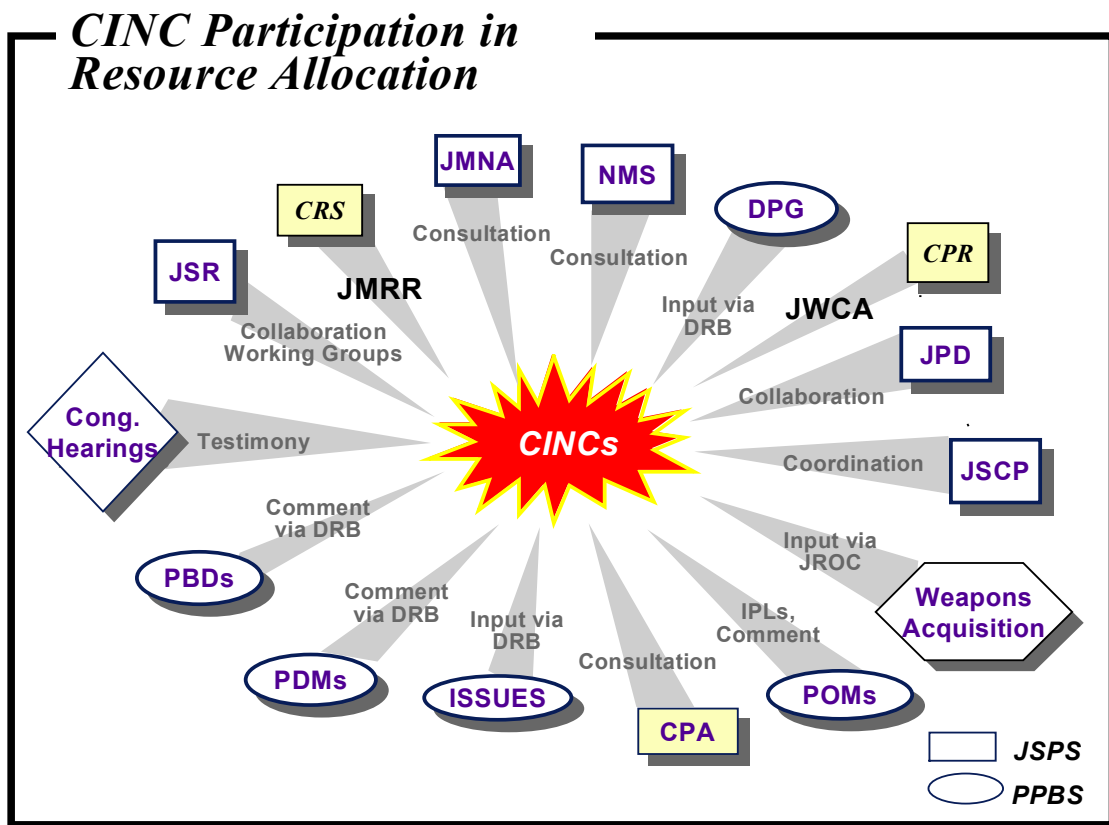 CINC Participation in
Resource Allocation
JMNA
NMS
DPG
CRS
CPR
JSR
Consultation
Consultation
JMRR
Input via
DRB
JWCA
Collaboration
Working Groups
JPD
Collaboration
Cong.
Hearings
Testimony
CINCs
Coordination
JSCP
Comment
via DRB
PBDs
Input via
JROC
Weapons
Acquisition
Comment
via DRB
Input via
DRB
IPLs,
Comment
Consultation
PDMs
ISSUES
POMs
CPA
JSPS
PPBS